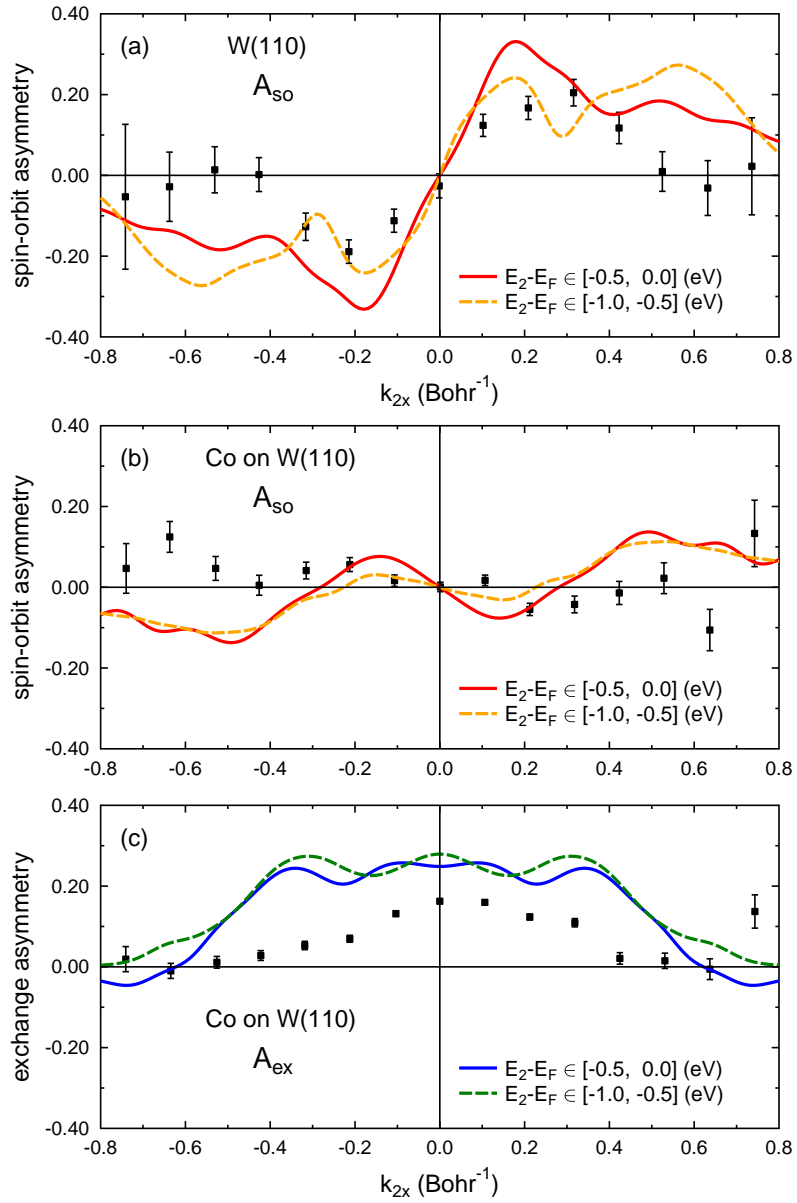 0.40
(a)
W(110)
A_so
0.20
0.00
-0.20
-0.40
spin-orbit asymmetry
E_2-E_F ∈ [-0.5, 0.0] (eV)
E_2-E_F ∈ [-1.0, -0.5] (eV)
-0.8 -0.6 -0.4 -0.2 0.0 0.2 0.4 0.6 0.8
k_2x (Bohr^-1)
0.40
(b)
Co on W(110)
A_so
0.20
0.00
-0.20
-0.40
spin-orbit asymmetry
E_2-E_F ∈ [-0.5, 0.0] (eV)
E_2-E_F ∈ [-1.0, -0.5] (eV)
-0.8 -0.6 -0.4 -0.2 0.0 0.2 0.4 0.6 0.8
0.40
(c)
0.20
0.00
-0.20
-0.40
exchange asymmetry
Co on W(110)
A_ex
E_2-E_F ∈ [-0.5, 0.0] (eV)
E_2-E_F ∈ [-1.0, -0.5] (eV)
-0.8 -0.6 -0.4 -0.2 0.0 0.2 0.4 0.6 0.8
k_2x (Bohr^-1)